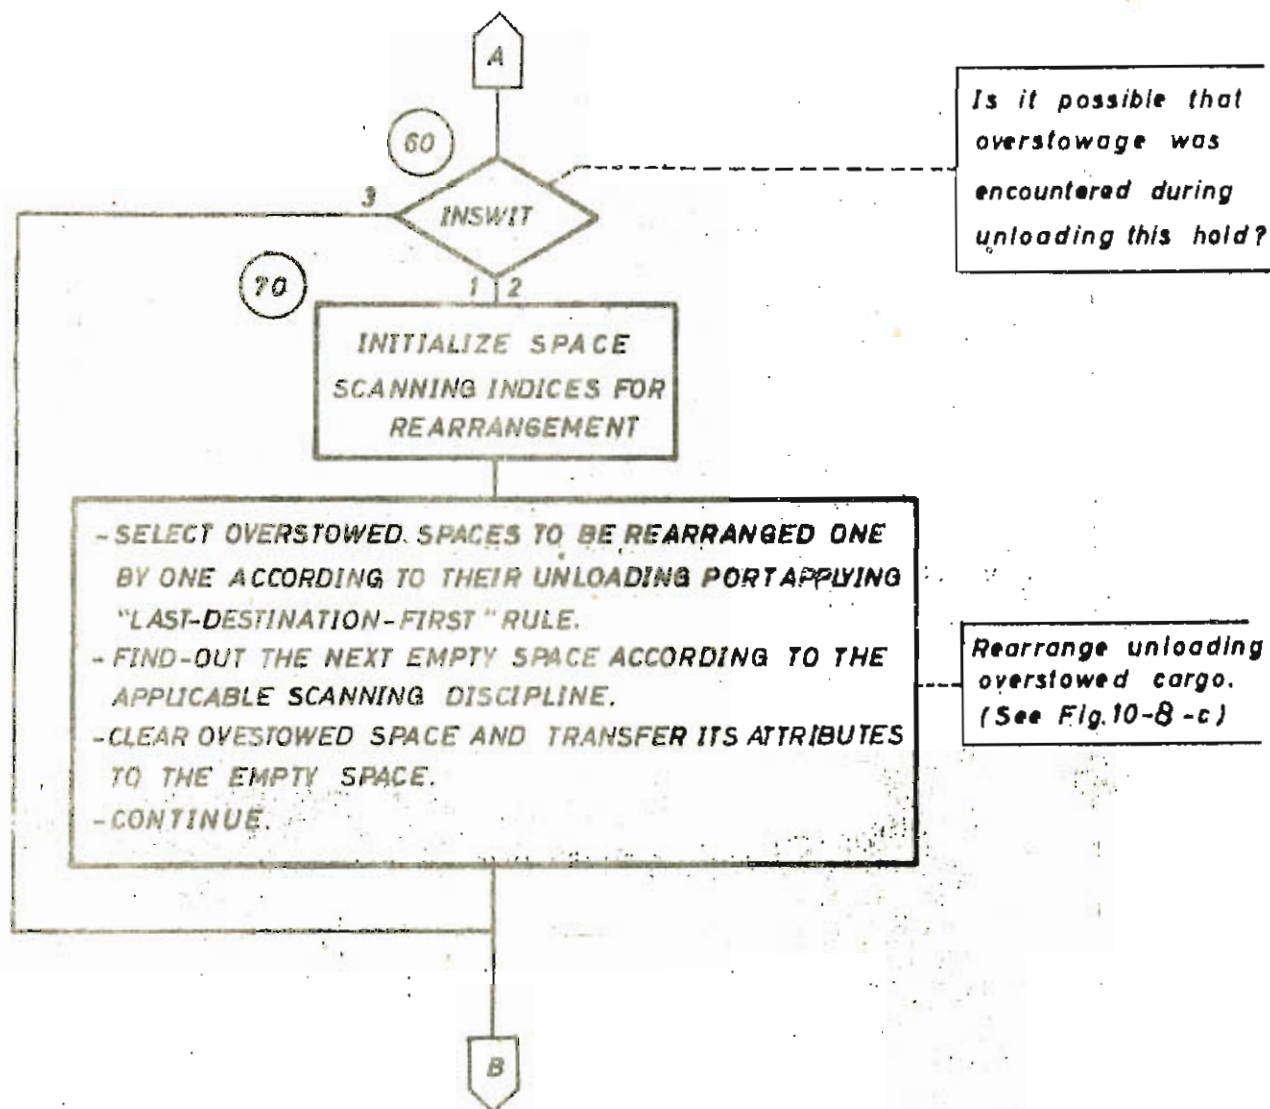 A
60
3
INSWIT
Is it possible that
overstowage was
encountered during
unloading this hold?
70
1 2
INITIALIZE SPACE
SCANNING INDICES FOR
REARRANGEMENT
-SELECT OVERSTOWED SPACES TO BE REARRANGED ONE
BY ONE ACCORDING TO THEIR UNLOADING PORT APPLYING
"LAST-DESTINATION-FIRST" RULE.
-FIND-OUT THE NEXT EMPTY SPACE ACCORDING TO THE
APPLICABLE SCANNING DISCIPLINE.
-CLEAR OVESTOWED SPACE AND TRANSFER ITS ATTRIBUTES
TO THE EMPTY SPACE.
-CONTINUE.
Rearrange unloading
overstowed cargo.
(See Fig.10-8-c)
B